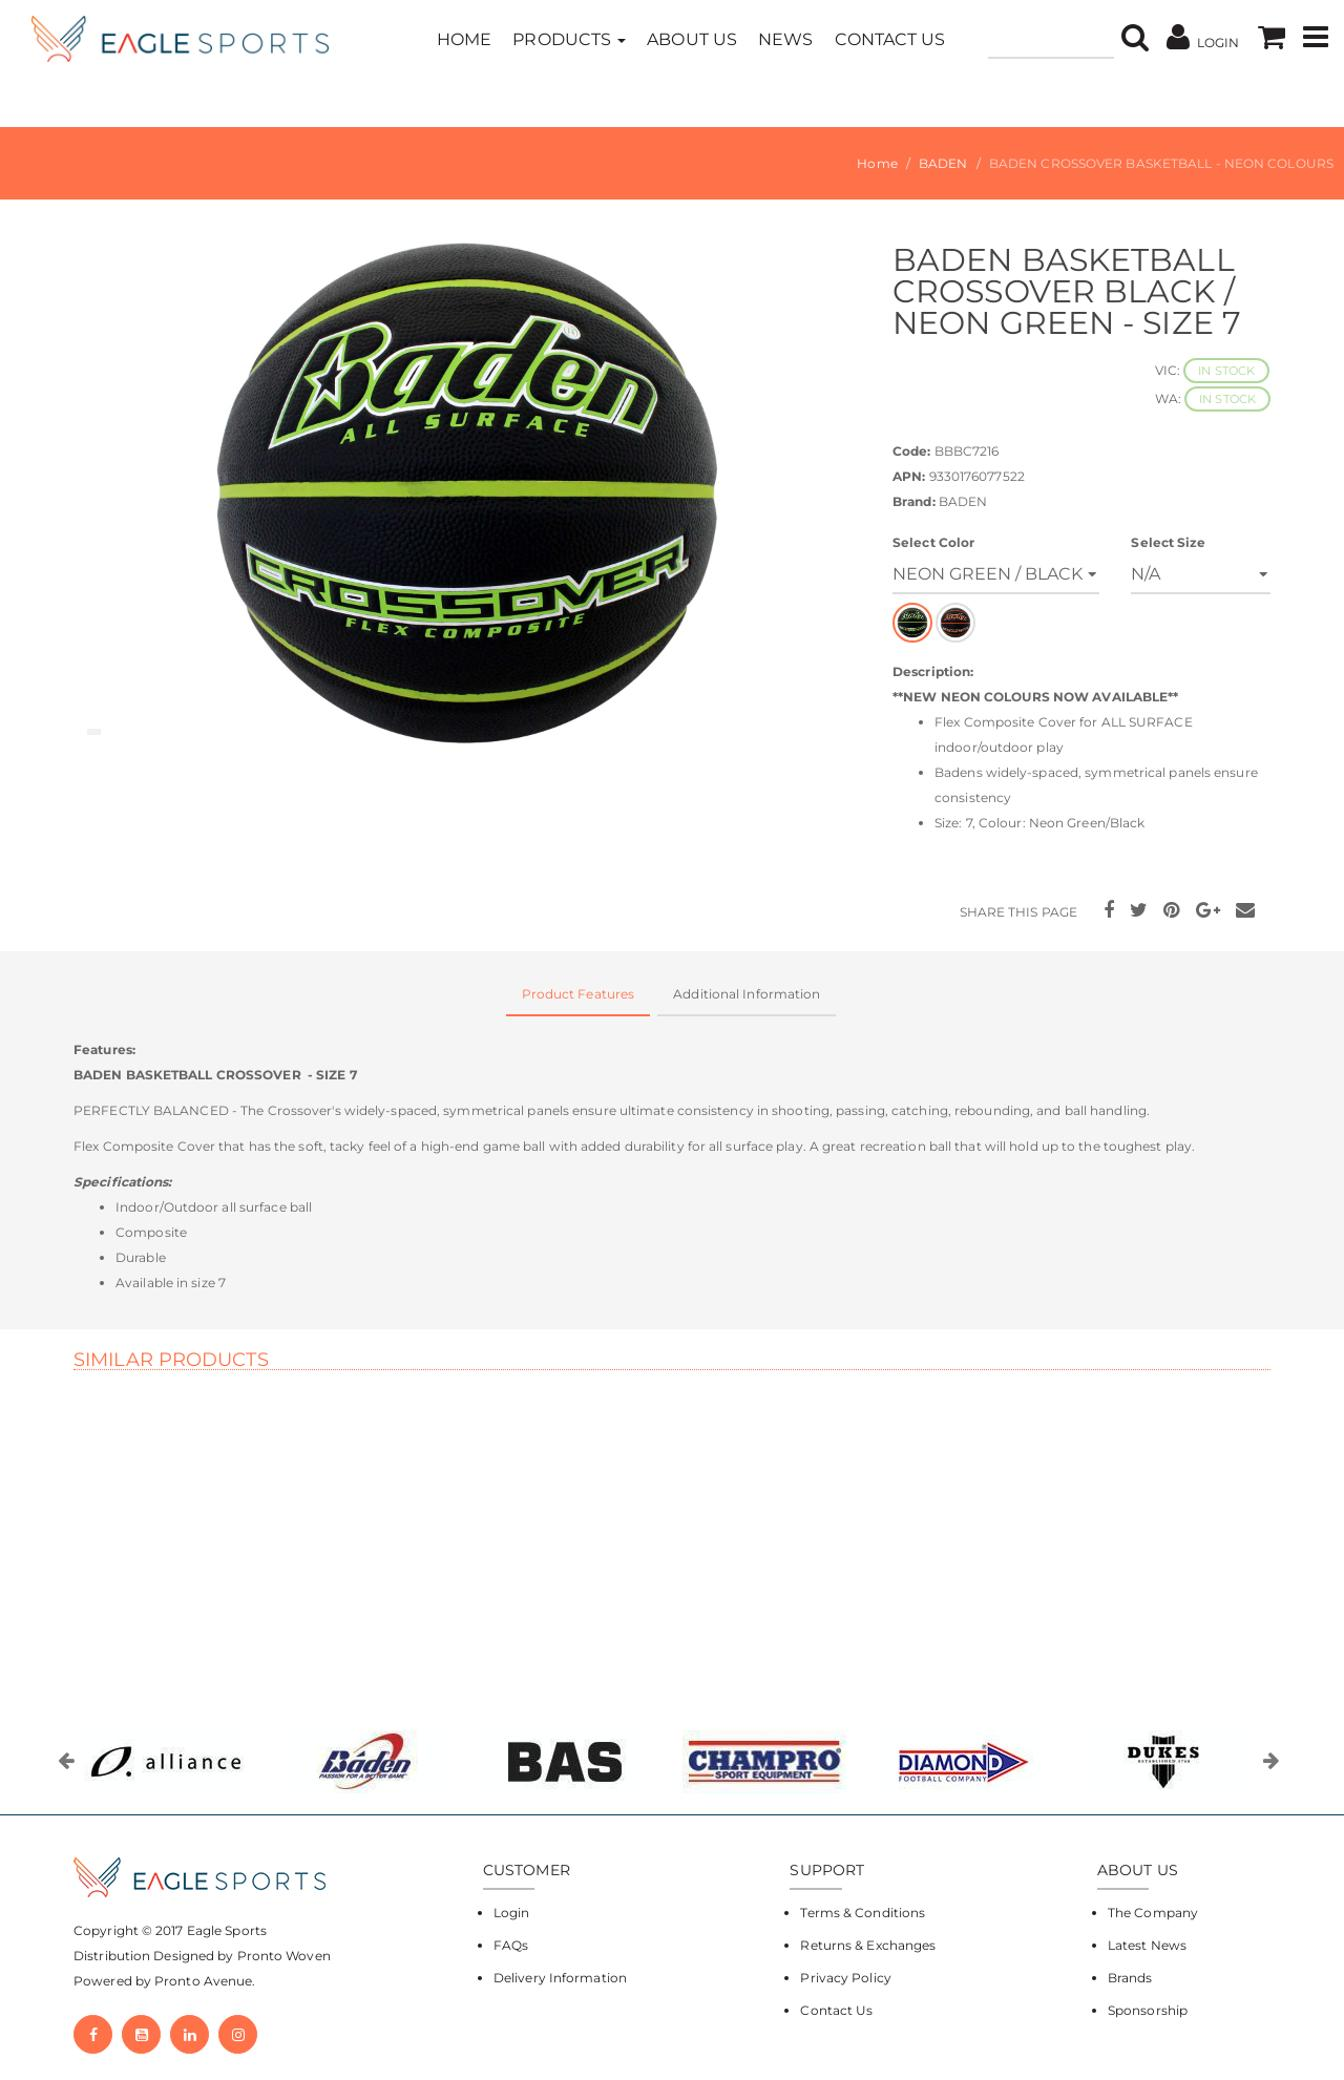 EAGLE SPORTS
HOME PRODUCTS ABOUT US NEWS CONTACT US
LOGIN
Home / BADEN / BADEN CROSSOVER BASKETBALL - NEON COLOURS
Baden
®
ALL SURFACE
CROSSOVER
FLEX COMPOSITE
BADEN BASKETBALL
CROSSOVER BLACK /
NEON GREEN - SIZE 7
VIC: IN STOCK
WA: IN STOCK
Code: BBBC7216
APN: 9330176077522
Brand: BADEN
Select Color
Select Size
NEON GREEN / BLACK
N/A
Description:
**NEW NEON COLOURS NOW AVAILABLE**
• Flex Composite Cover for ALL SURFACE
indoor/outdoor play
• Badens widely-spaced, symmetrical panels ensure
consistency
• Size: 7, Colour: Neon Green/Black
SHARE THIS PAGE
Product Features
Additional Information
Features:
BADEN BASKETBALL CROSSOVER - SIZE 7
PERFECTLY BALANCED - The Crossover's widely-spaced, symmetrical panels ensure ultimate consistency in shooting, passing, catching, rebounding, and ball handling.
Flex Composite Cover that has the soft, tacky feel of a high-end game ball with added durability for all surface play. A great recreation ball that will hold up to the toughest play.
Specifications:
• Indoor/Outdoor all surface ball
• Composite
• Durable
• Available in size 7
SIMILAR PRODUCTS
alliance
Baden
PASSION FOR A BETTER GAME
BAS
CHAMPRO
SPORT EQUIPMENT
DIAMOND
FOOTBALL COMPANY
DUKES
ESTABLISHED 1760
EAGLE SPORTS
Copyright © 2017 Eagle Sports
Distribution Designed by Pronto Woven
Powered by Pronto Avenue.
CUSTOMER
• Login
• FAQs
• Delivery Information
SUPPORT
• Terms & Conditions
• Returns & Exchanges
• Privacy Policy
• Contact Us
ABOUT US
• The Company
• Latest News
• Brands
• Sponsorship